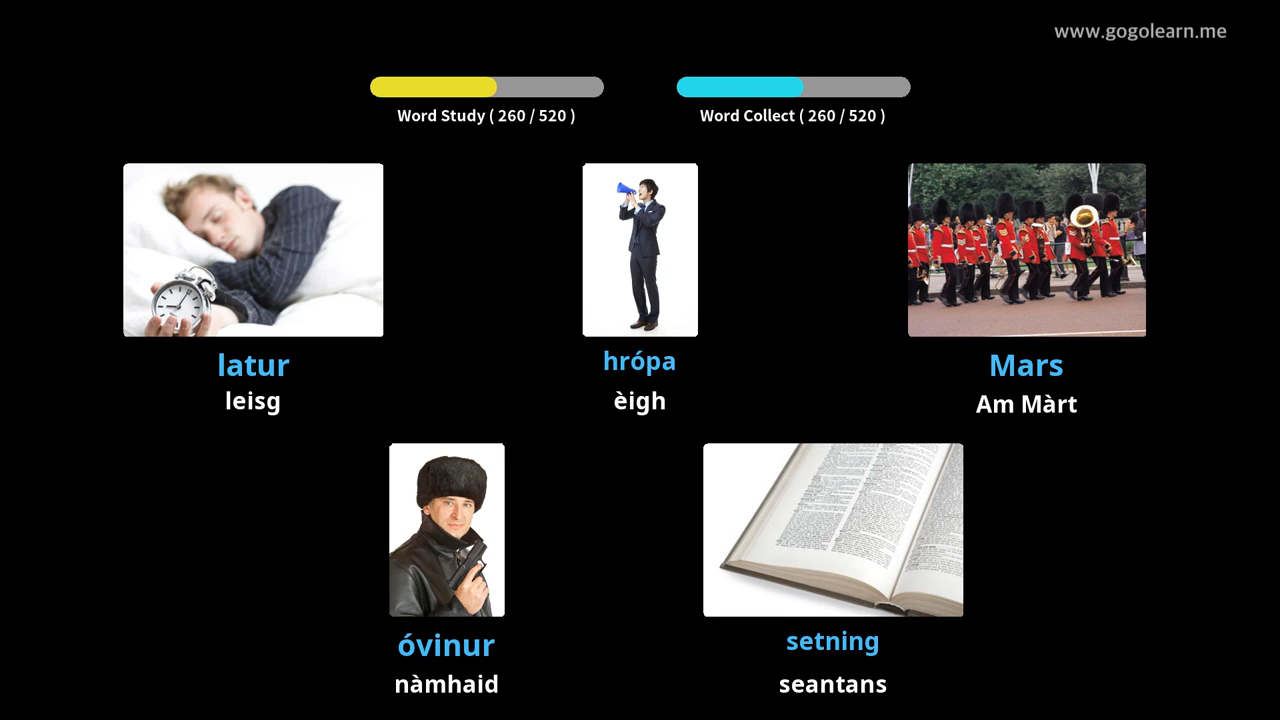 www.gogolearn.me
Word Study ( 260 / 520 )
Word Collect ( 260 / 520 )
latur
leisg
hrópa
èigh
Mars
Am Màrt
óvinur
nàmhaid
setning
seantans